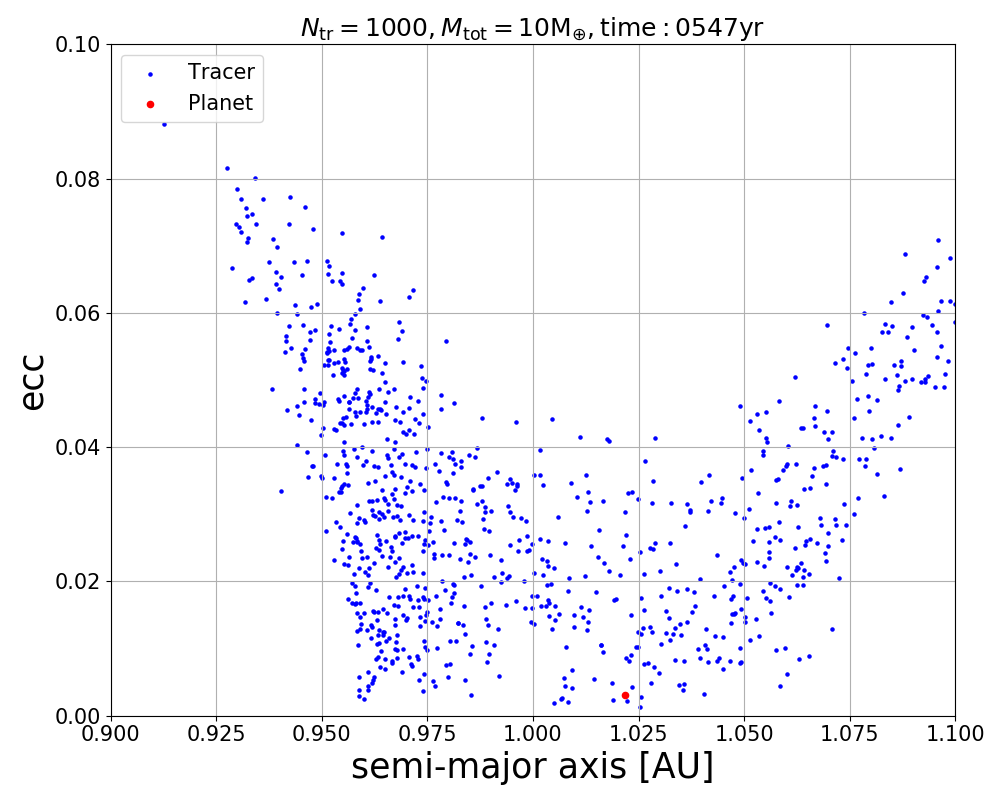 N_tr = 1000, M_tot = 10M_⊕, time : 0547yr
Tracer
Planet
ecc
0.10
0.08
0.06
0.04
0.02
0.00
0.900 0.925 0.950 0.975 1.000 1.025 1.050 1.075 1.100
semi-major axis [AU]